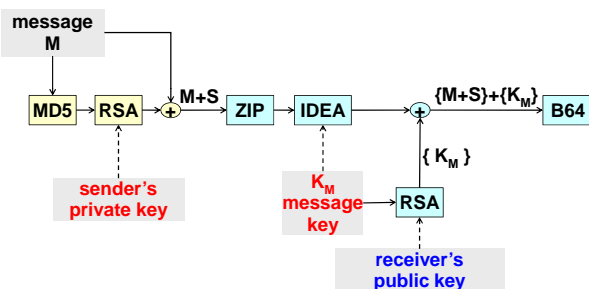 message
M
MD5
RSA
+
M+S
ZIP
IDEA
+
{M+S}+{KM}
B64
{ KM }
sender's
private key
KM
message
key
RSA
receiver's
public key